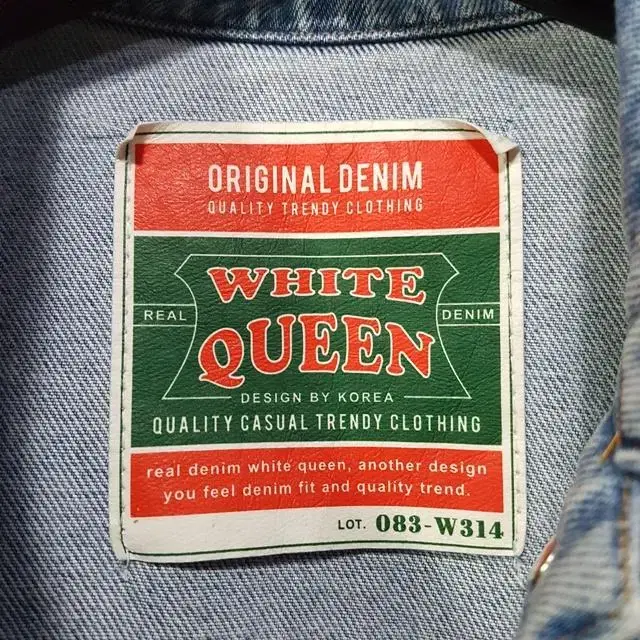 ORIGINAL DENIM
QUALITY TRENDY CLOTHING
WHITE
REAL
DENIM
QUEEN
DESIGN BY KOREA
QUALITY CASUAL TRENDY CLOTHING
real denim white queen, another design
you feel denim fit and quality trend.
LOT. 083-W314